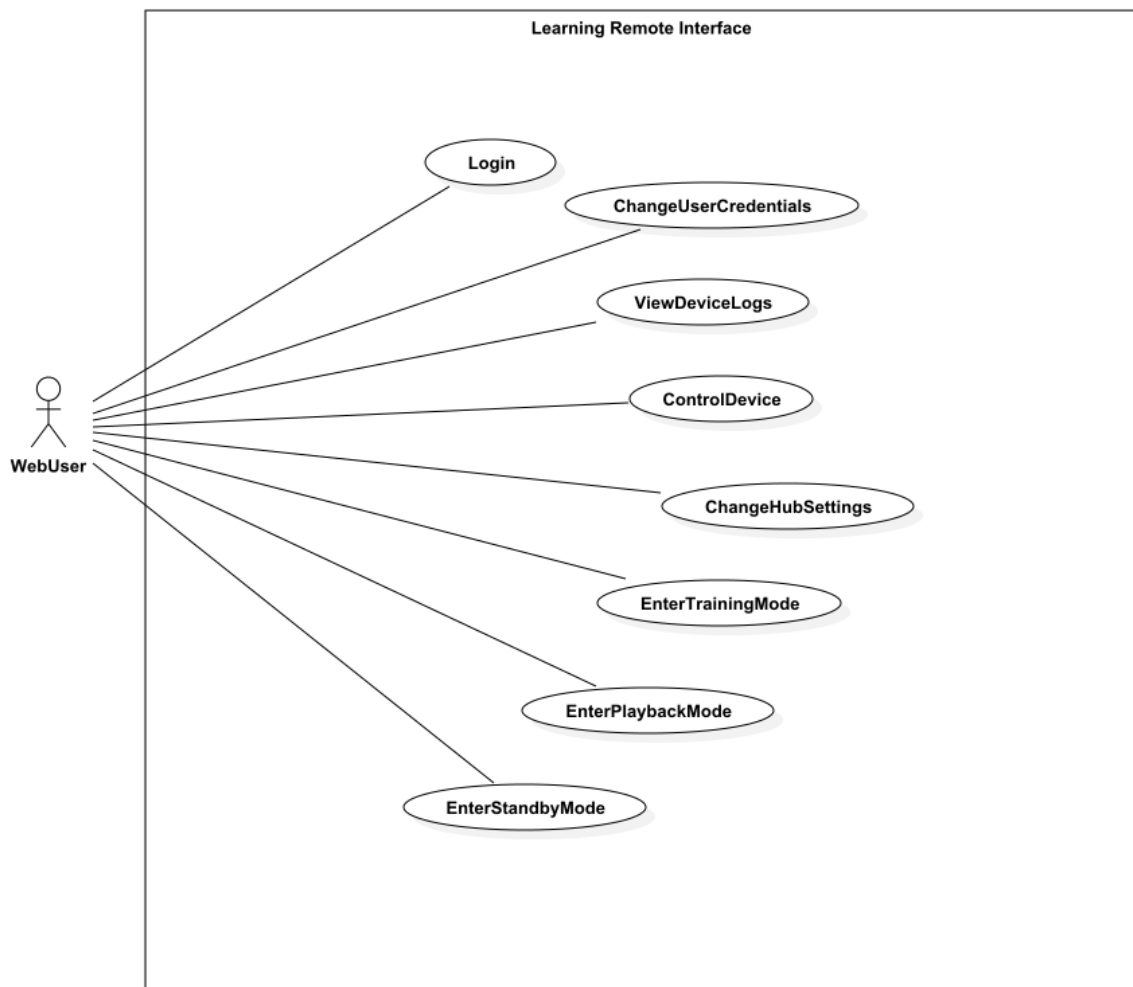 Learning Remote Interface
Login
ChangeUserCredentials
ViewDeviceLogs
ControlDevice
WebUser
ChangeHubSettings
EnterTrainingMode
EnterPlaybackMode
EnterStandbyMode